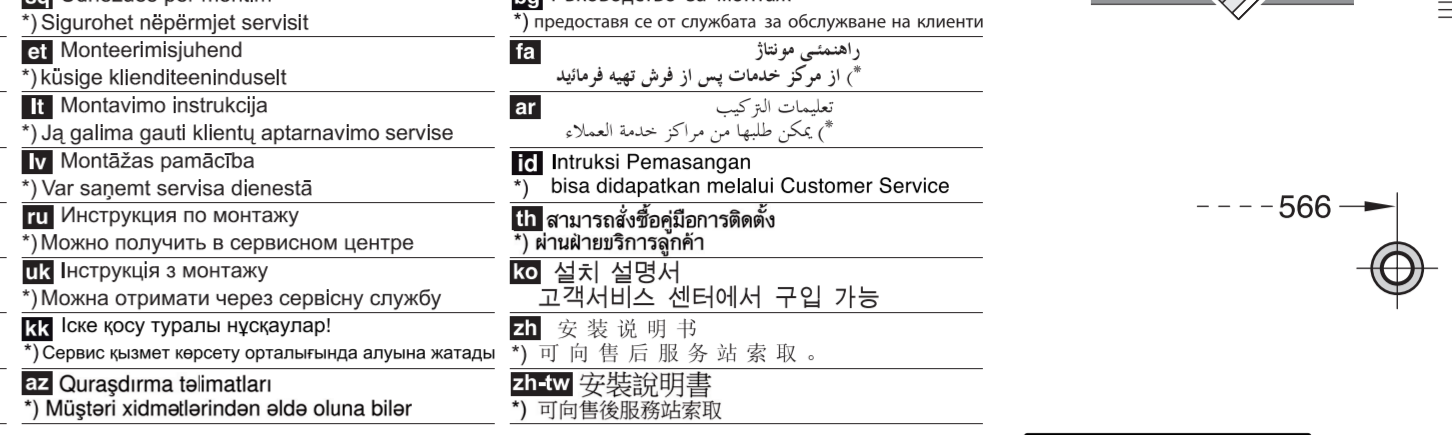 *) Sigurohet nëpërmjet servisit
et Monteerimisjuhend
*) küsige klienditeeninduselt
lt Montavimo instrukcija
*) Ją galima gauti klientų aptarnavimo servise
lv Montāžas pamācība
*) Var saņemt servisa dienestā
ru Инструкция по монтажу
*) Можно получить в сервисном центре
uk Інструкція з монтажу
*) Можна отримати через сервісну службу
kk Іске қосу туралы нұсқаулар!
*) Сервис қызмет көрсету орталығында алуына жатады
az Quraşdırma təlimatları
*) Müştəri xidmətlərindən əldə oluna bilər
*) предоставя се от службата за обслужване на клиенти
fa راهنمئی مونتاژ
*) از مرکز خدمات پس از فرش تهیه فرمائید
ar تعليمات التركيب
*) يمكن طلبها من مراكز خدمة العملاء
id Intruksi Pemasangan
*) bisa didapatkan melalui Customer Service
th สามารถสั่งซื้อคู่มือการติดตั้ง
*) ผ่านฝ่ายบริการลูกค้า
ko 설치 설명서
고객서비스 센터에서 구입 가능
zh 安装说明书
*) 可向售后服务站索取。
zh-tw 安裝說明書
*) 可向售後服務站索取
566